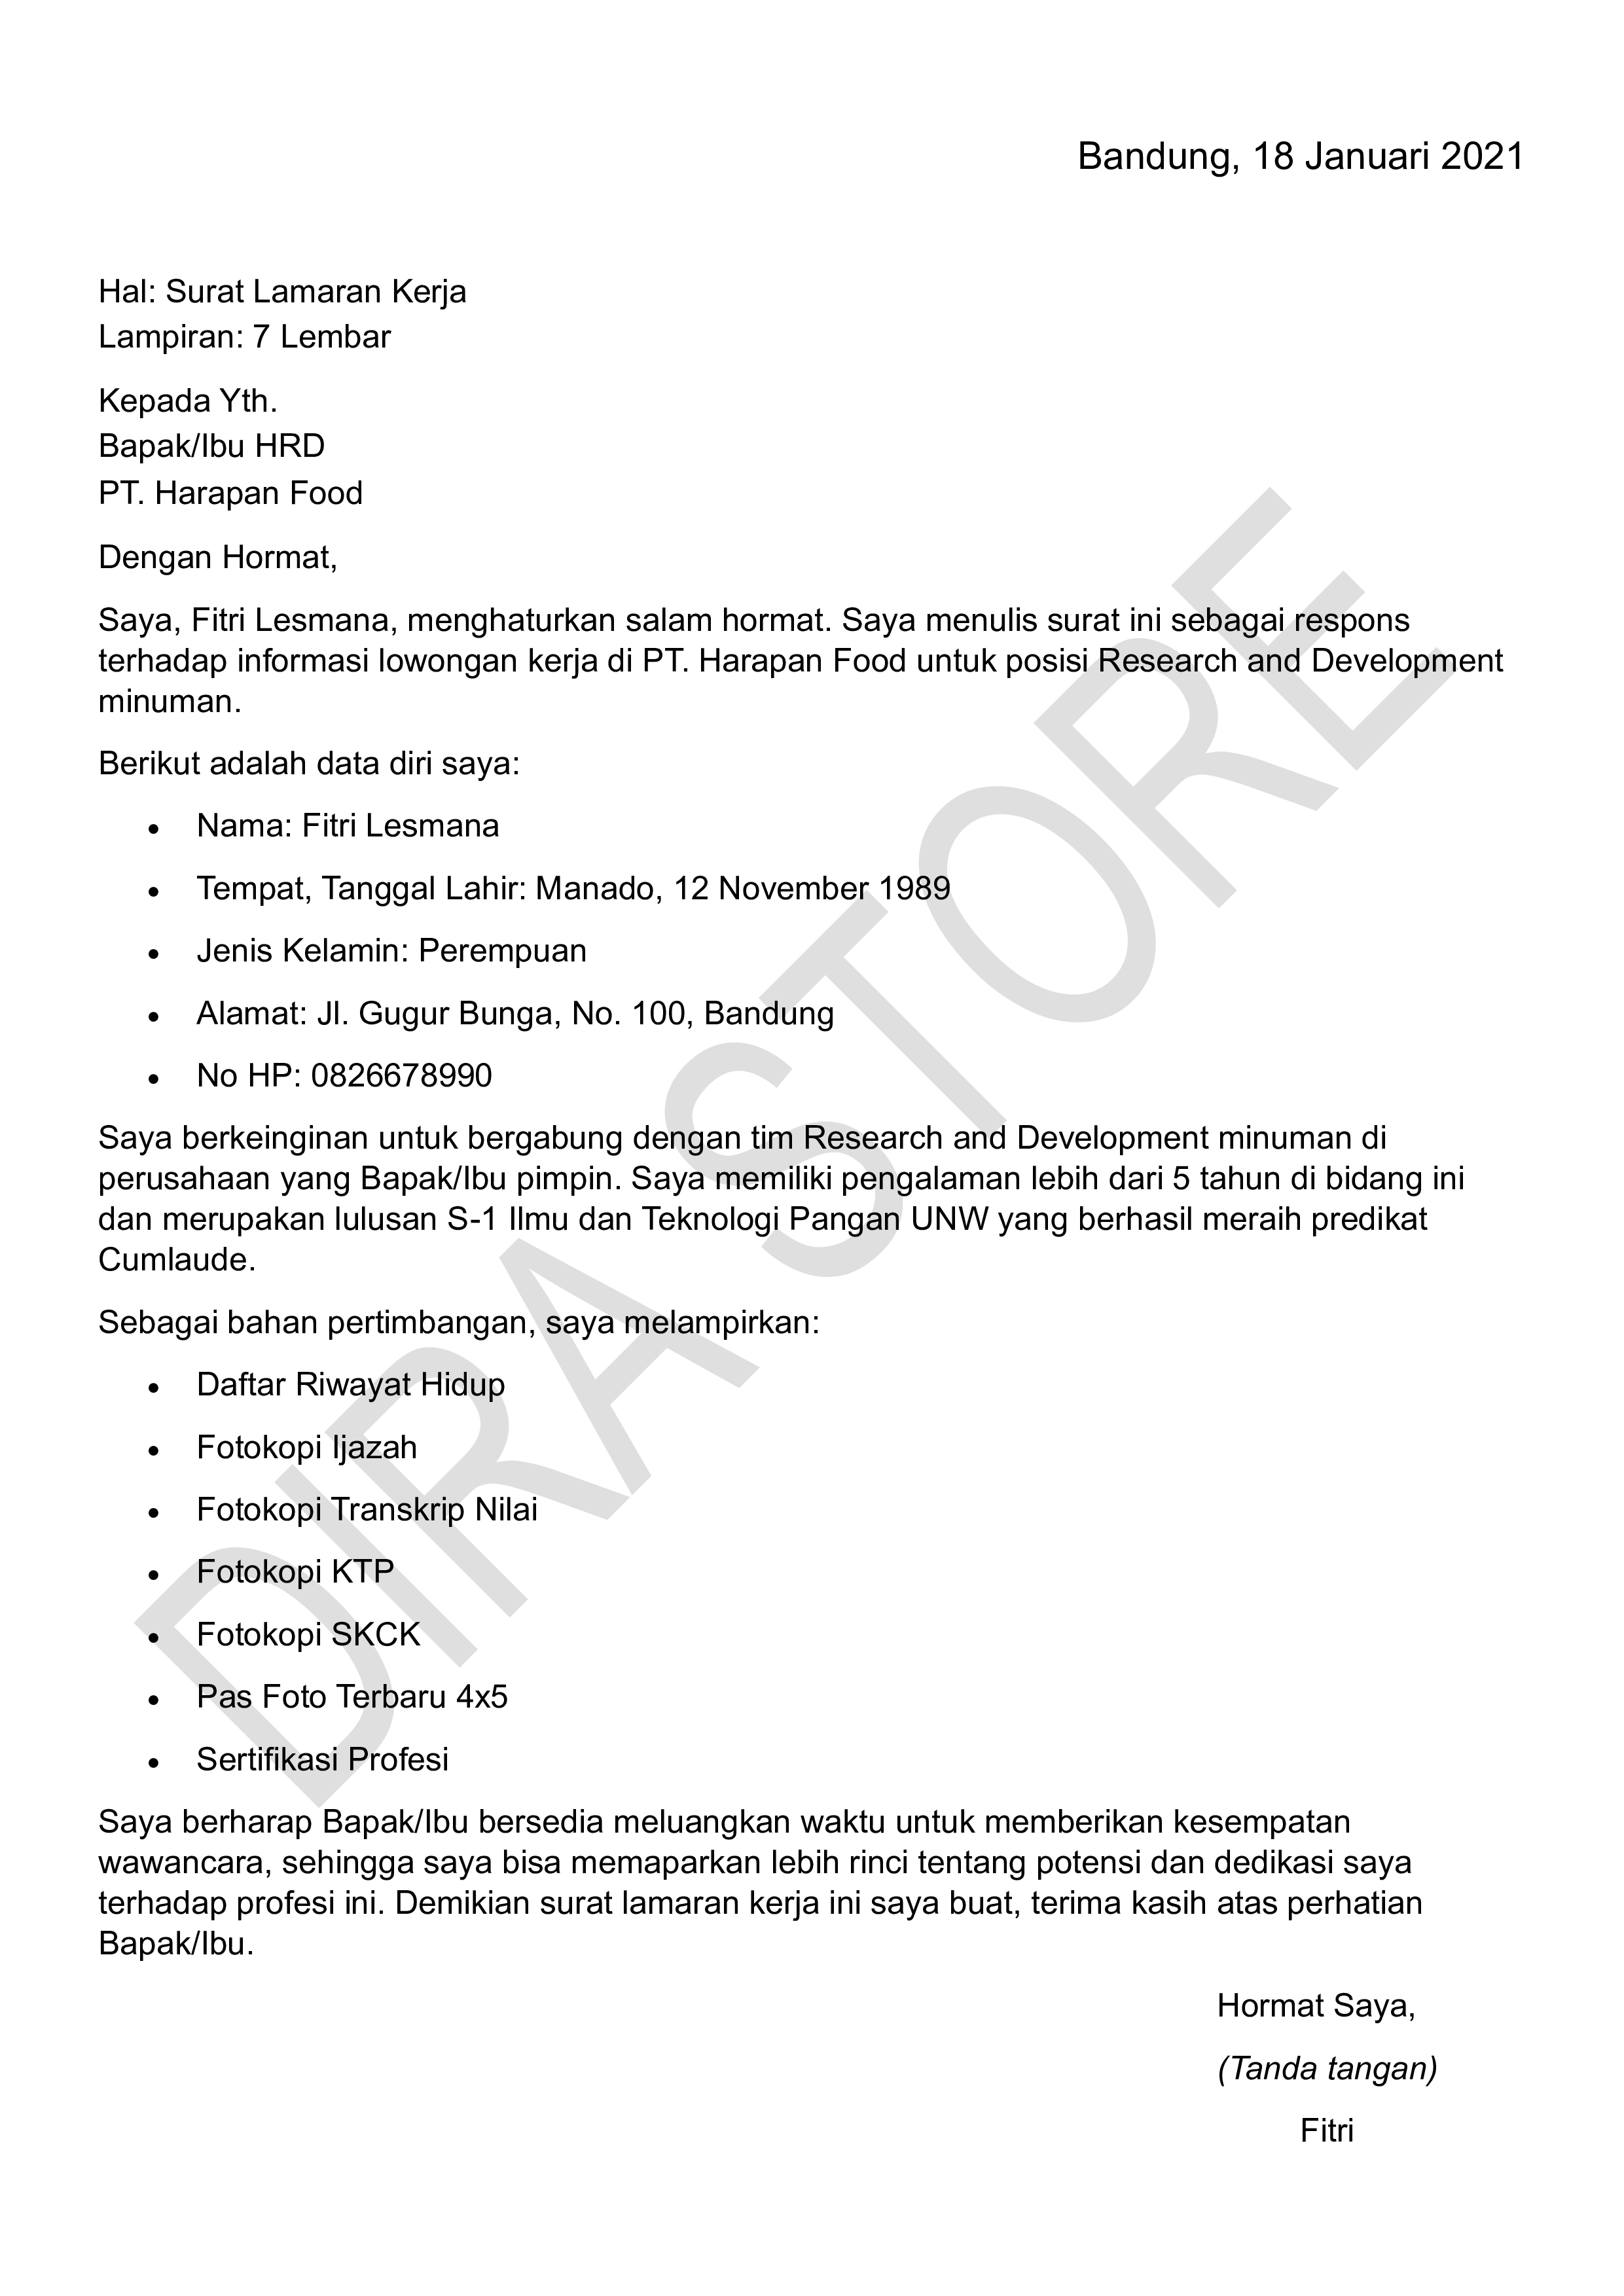 Bandung, 18 Januari 2021
Hal: Surat Lamaran Kerja
Lampiran: 7 Lembar
Kepada Yth.
Bapak/Ibu HRD
PT. Harapan Food
Dengan Hormat,
Saya, Fitri Lesmana, menghaturkan salam hormat. Saya menulis surat ini sebagai respons
terhadap informasi lowongan kerja di PT. Harapan Food untuk posisi Research and Development
minuman.
Berikut adalah data diri saya:
• Nama: Fitri Lesmana
• Tempat, Tanggal Lahir: Manado, 12 November 1989
• Jenis Kelamin: Perempuan
• Alamat: Jl. Gugur Bunga, No. 100, Bandung
• No HP: 0826678990
Saya berkeinginan untuk bergabung dengan tim Research and Development minuman di
perusahaan yang Bapak/Ibu pimpin. Saya memiliki pengalaman lebih dari 5 tahun di bidang ini
dan merupakan lulusan S-1 Ilmu dan Teknologi Pangan UNW yang berhasil meraih predikat
Cumlaude.
Sebagai bahan pertimbangan, saya melampirkan:
• Daftar Riwayat Hidup
• Fotokopi Ijazah
• Fotokopi Transkrip Nilai
• Fotokopi KTP
• Fotokopi SKCK
• Pas Foto Terbaru 4x5
• Sertifikasi Profesi
Saya berharap Bapak/Ibu bersedia meluangkan waktu untuk memberikan kesempatan
wawancara, sehingga saya bisa memaparkan lebih rinci tentang potensi dan dedikasi saya
terhadap profesi ini. Demikian surat lamaran kerja ini saya buat, terima kasih atas perhatian
Bapak/Ibu.
Hormat Saya,
(Tanda tangan)
Fitri
DIRA STORE